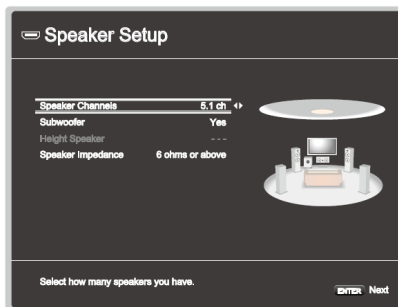 Speaker Setup
Speaker Channels 5.1 ch
Subwoofer Yes
Height Speaker ---
Speaker Impedance 6 ohms or above
Select how many speakers you have.
ENTER Next